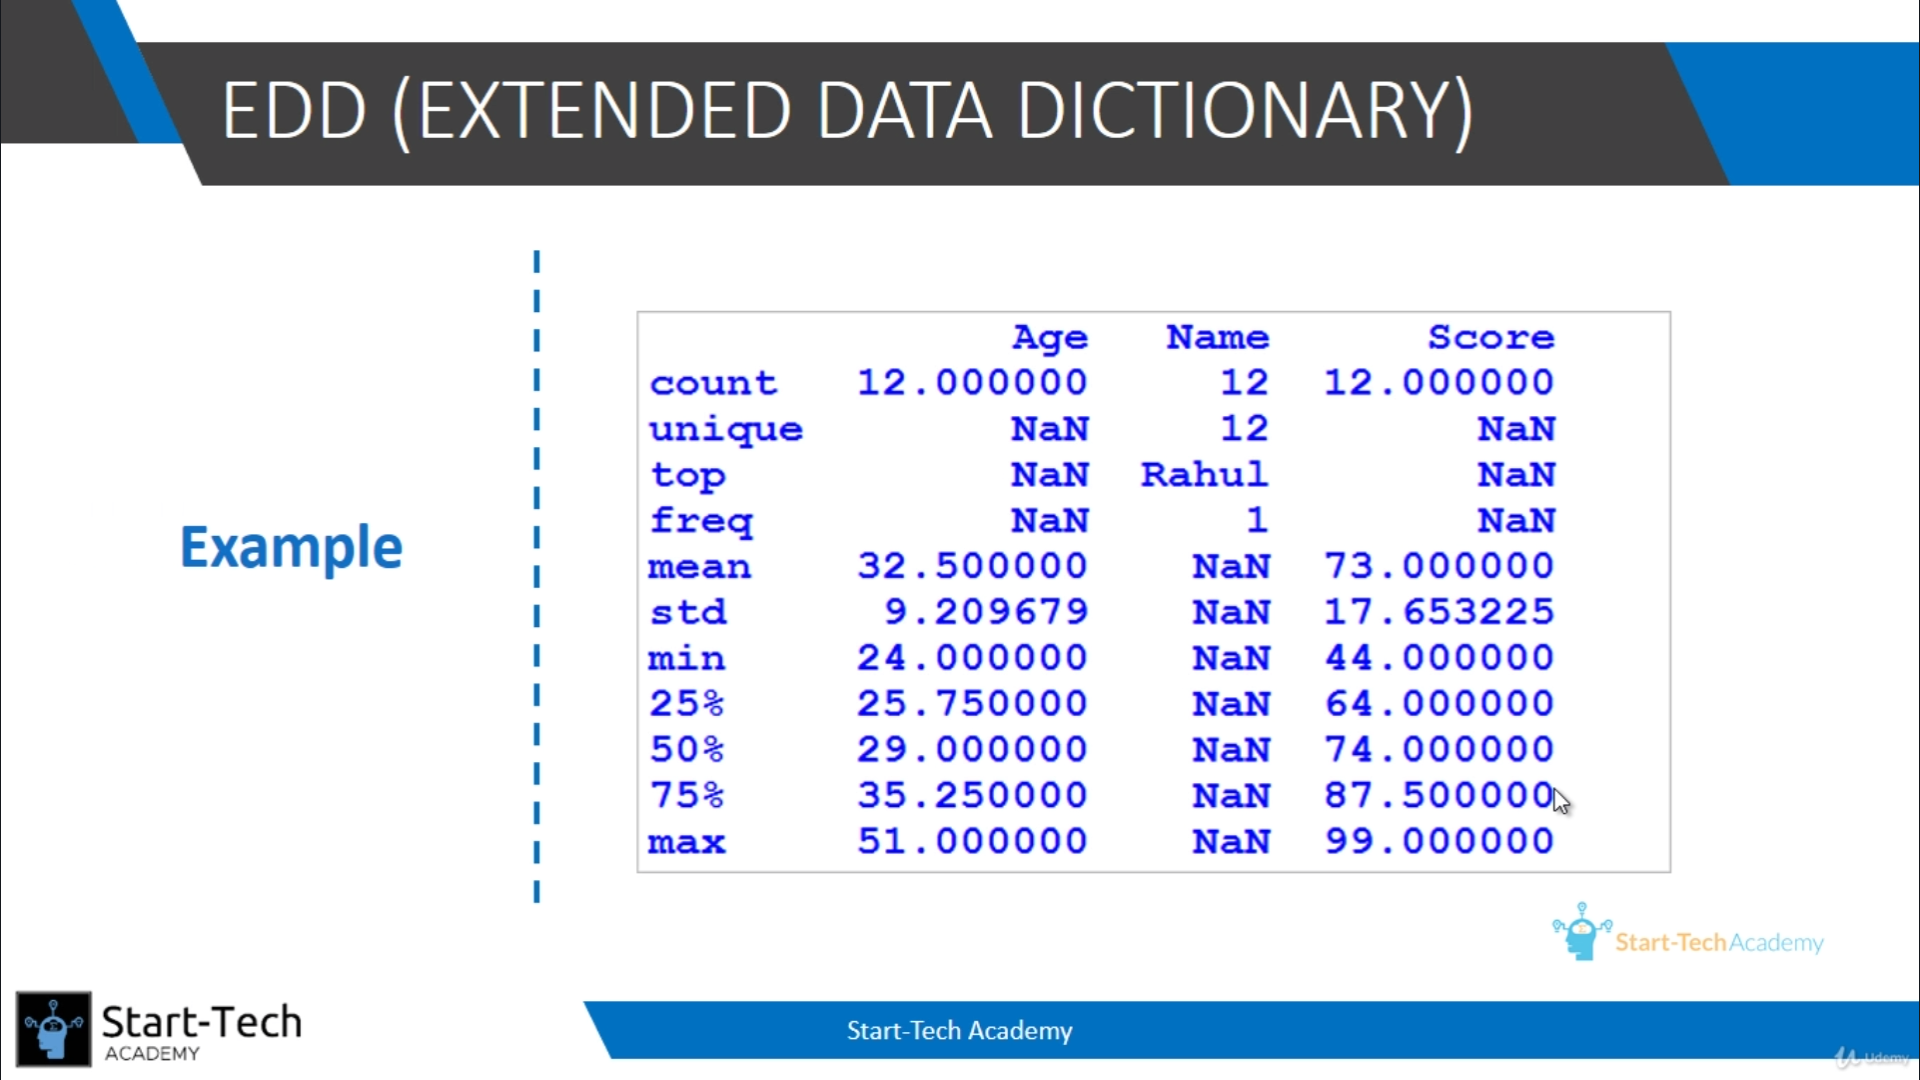 EDD (EXTENDED DATA DICTIONARY)
Example
Age Name Score
count 12.000000 12 12.000000
unique NaN 12 NaN
top NaN Rahul NaN
freq NaN 1 NaN
mean 32.500000 NaN 73.000000
std 9.209679 NaN 17.653225
min 24.000000 NaN 44.000000
25% 25.750000 NaN 64.000000
50% 29.000000 NaN 74.000000
75% 35.250000 NaN 87.500000
max 51.000000 NaN 99.000000
Start-TechAcademy
Start-Tech
ACADEMY
Start-Tech Academy
Udemy